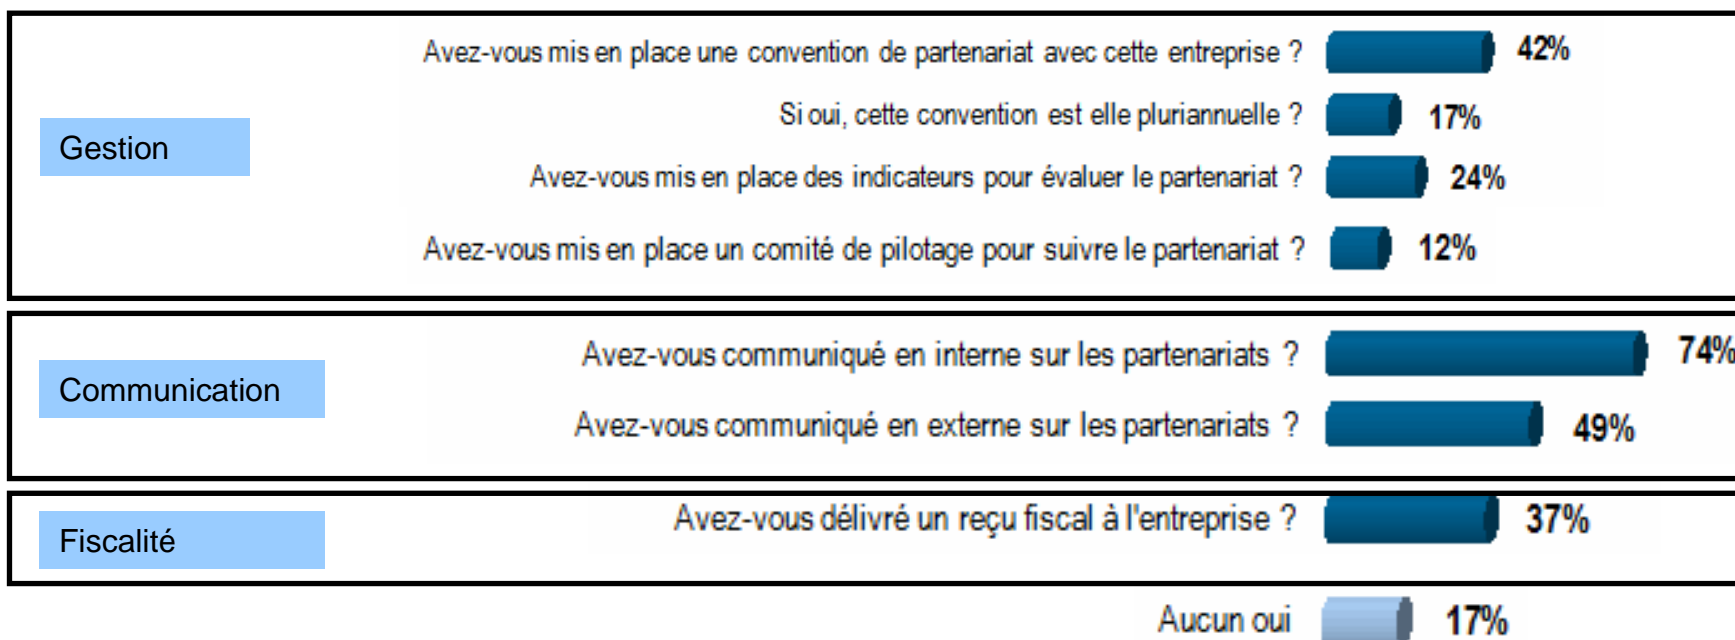 Avez-vous mis en place une convention de partenariat avec cette entreprise ? 42%
Si oui, cette convention est elle pluriannuelle ? 17%
Gestion
Avez-vous mis en place des indicateurs pour évaluer le partenariat ? 24%
Avez-vous mis en place un comité de pilotage pour suivre le partenariat ? 12%
Avez-vous communiqué en interne sur les partenariats ? 74%
Communication
Avez-vous communiqué en externe sur les partenariats ? 49%
Avez-vous délivré un reçu fiscal à l'entreprise ? 37%
Fiscalité
Aucun oui 17%